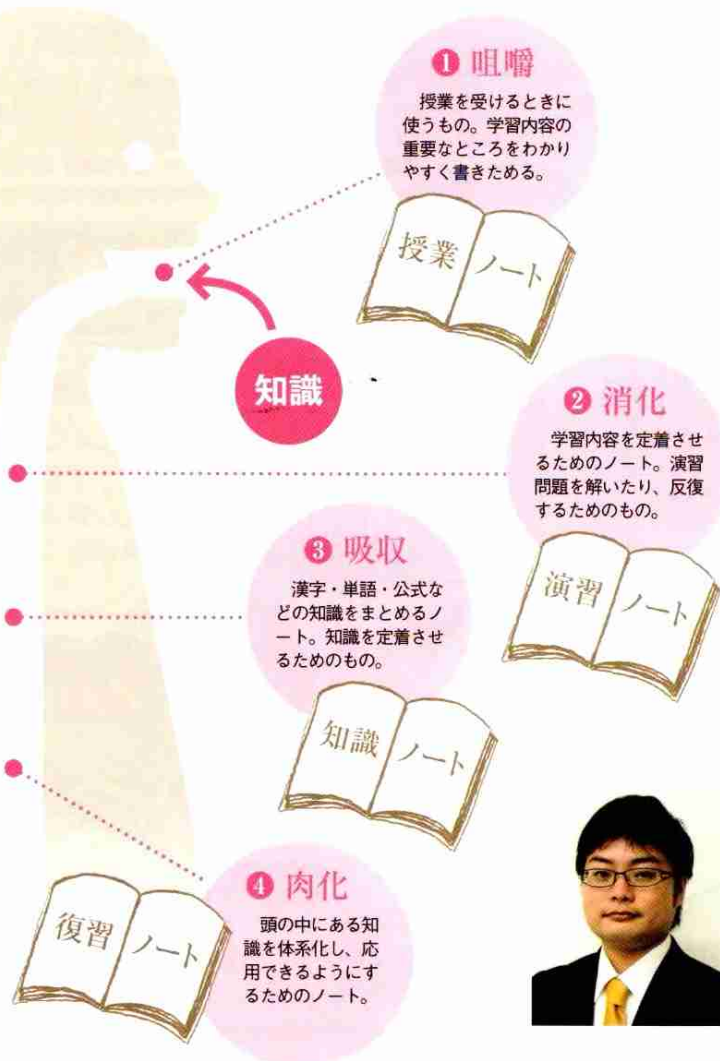 ❶ 咀嚼
授業を受けるときに
使うもの。学習内容の
重要なところをわかり
やすく書きためる。
授業 ノート
知識
❷ 消化
学習内容を定着させ
るためのノート。演習
問題を解いたり、反復
するためのもの。
演習 ノート
❸ 吸収
漢字・単語・公式な
どの知識をまとめるノ
ート。知識を定着させ
るためのもの。
知識 ノート
❹ 肉化
頭の中にある知
識を体系化し、応
用できるようにす
るためのノート。
復習 ノート